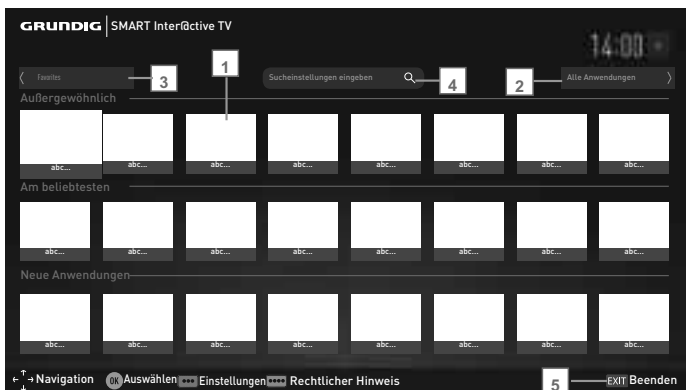 GRUNDIG SMART Inter@ctive TV
14:00
1
Favorites 3 Sucheinstellungen eingeben 4 2 Alle Anwendungen
Außergewöhnlich
abc... abc... abc... abc... abc... abc... abc... abc...
Am beliebtesten
abc... abc... abc... abc... abc... abc... abc... abc...
Neue Anwendungen
abc... abc... abc... abc... abc... abc... abc... abc...
Navigation OK Auswählen Einstellungen Rechtlicher Hinweis 5 EXIT Beenden